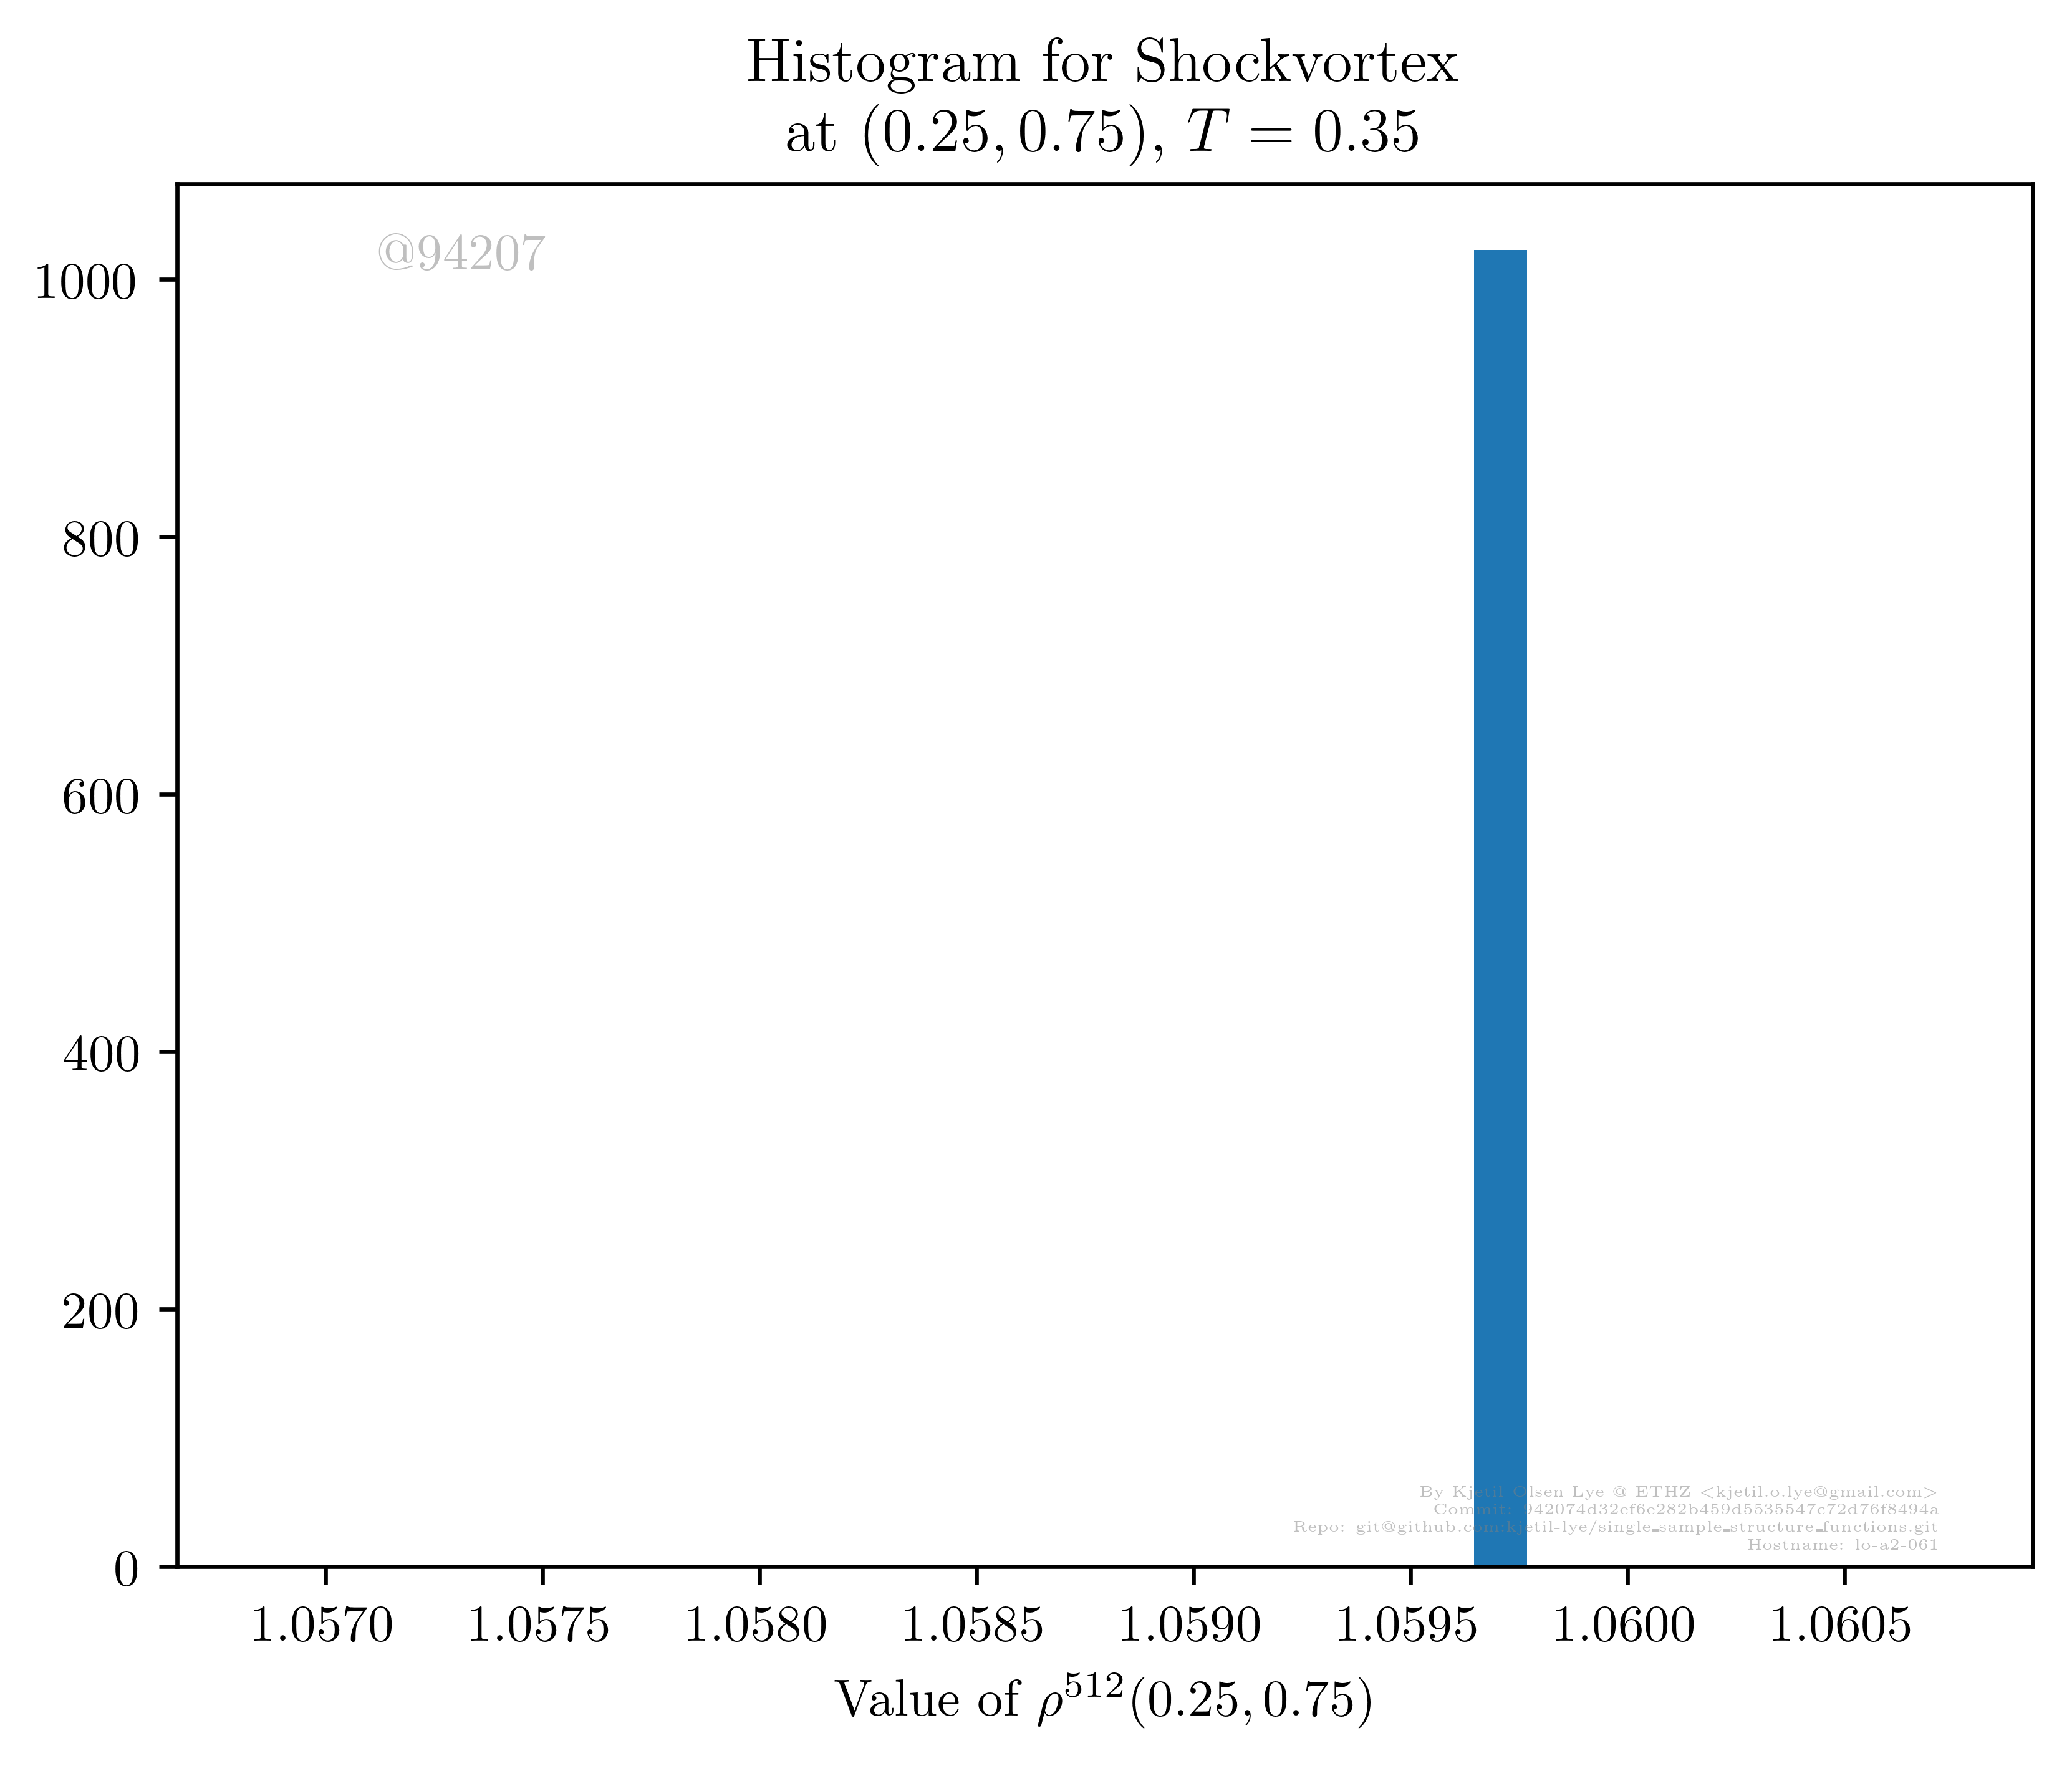 Histogram for Shockvortex
at (0.25, 0.75), T = 0.35
@94207
1000
800
600
400
200
0
By Kjetil Olsen Lye @ ETHZ <kjetil.o.lye@gmail.com>
Commit: 942074d32ef6e282b459d5535547c72d76f8494a
Repo: git@github.com:kjetil-lye/single_sample_structure_functions.git
Hostname: lo-a2-061
1.0570 1.0575 1.0580 1.0585 1.0590 1.0595 1.0600 1.0605
Value of ρ^512(0.25, 0.75)